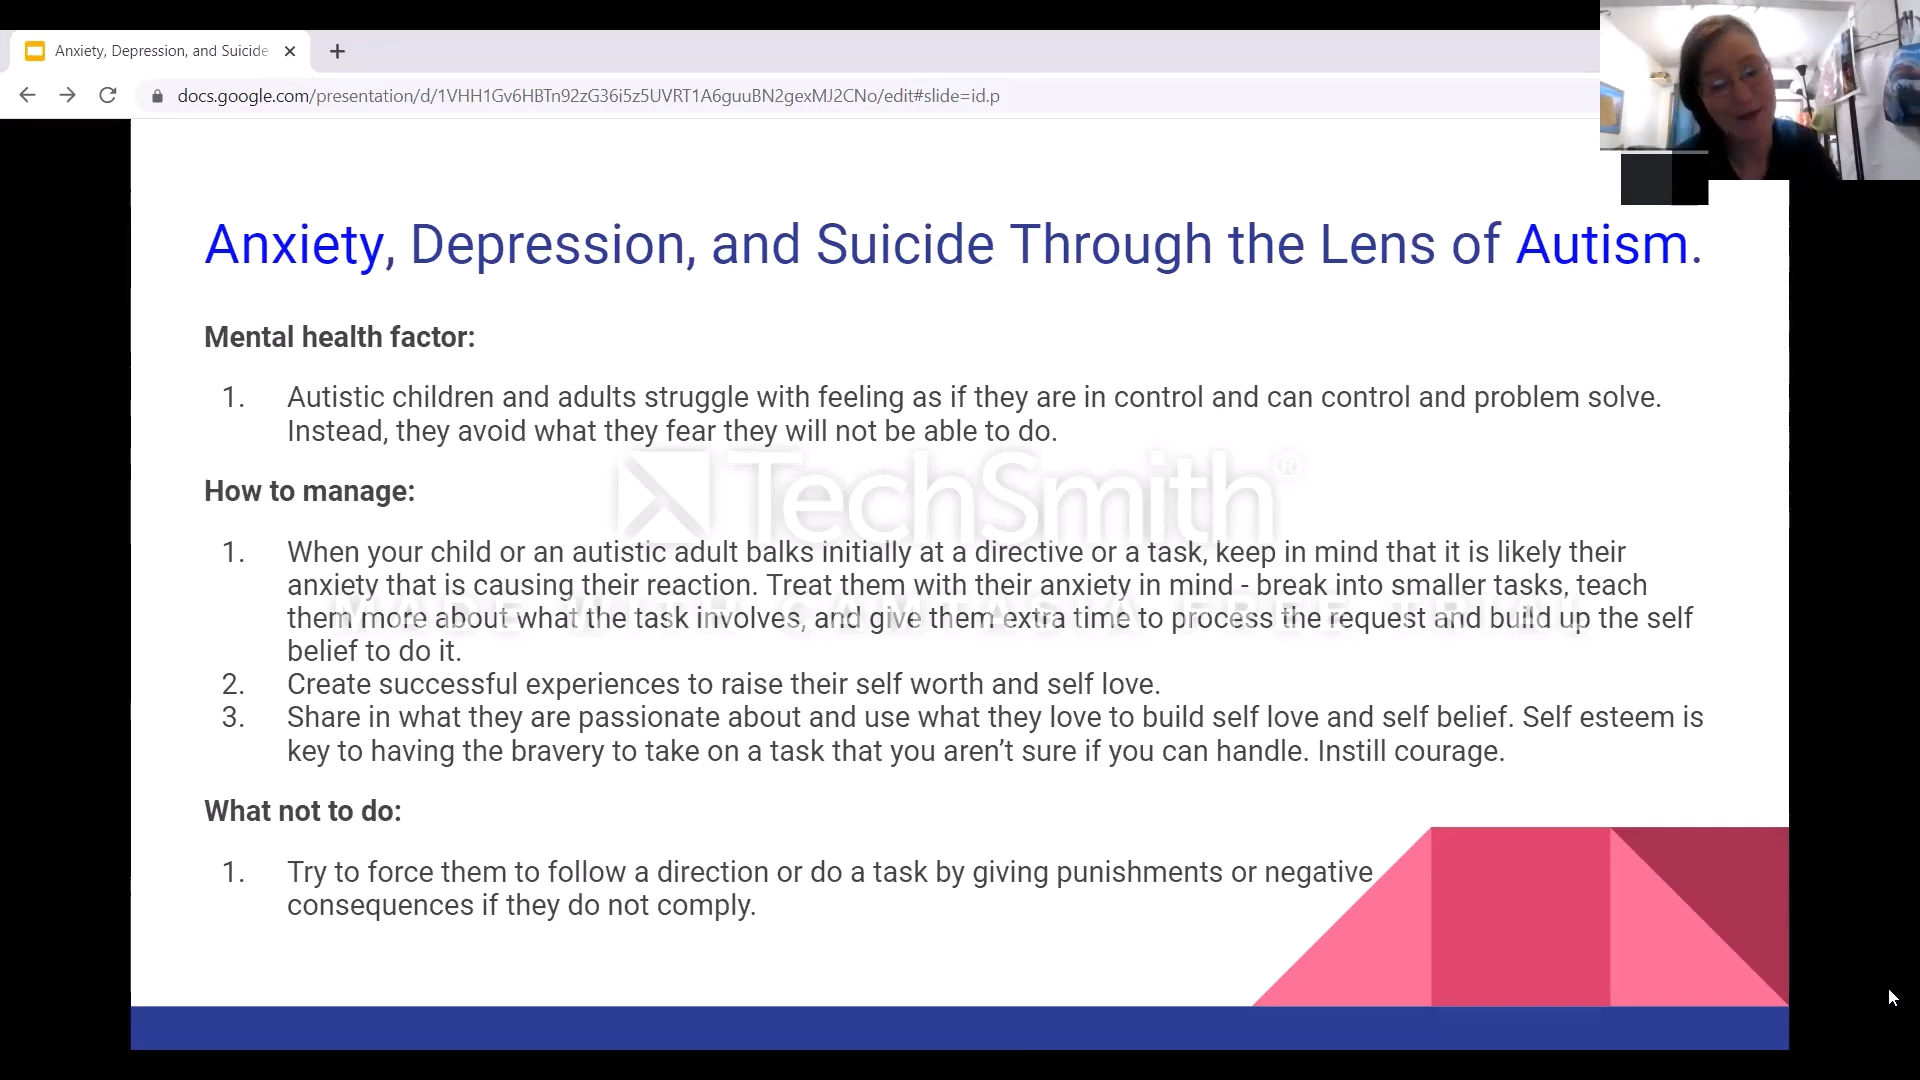 Anxiety, Depression, and Suicide
docs.google.com/presentation/d/1VHH1Gv6HBTn92zG36i5z5UVRT1A6guuBN2gexMJ2CNo/edit#slide=id.p
Anxiety, Depression, and Suicide Through the Lens of Autism.
Mental health factor:
1. Autistic children and adults struggle with feeling as if they are in control and can control and problem solve.
Instead, they avoid what they fear they will not be able to do.
TechSmith®
How to manage:
1. When your child or an autistic adult balks initially at a directive or a task, keep in mind that it is likely their
anxiety that is causing their reaction. Treat them with their anxiety in mind - break into smaller tasks, teach
MADE WITH CAMTASIA FREE TRIAL
them more about what the task involves, and give them extra time to process the request and build up the self
belief to do it.
2. Create successful experiences to raise their self worth and self love.
3. Share in what they are passionate about and use what they love to build self love and self belief. Self esteem is
key to having the bravery to take on a task that you aren’t sure if you can handle. Instill courage.
What not to do:
1. Try to force them to follow a direction or do a task by giving punishments or negative
consequences if they do not comply.